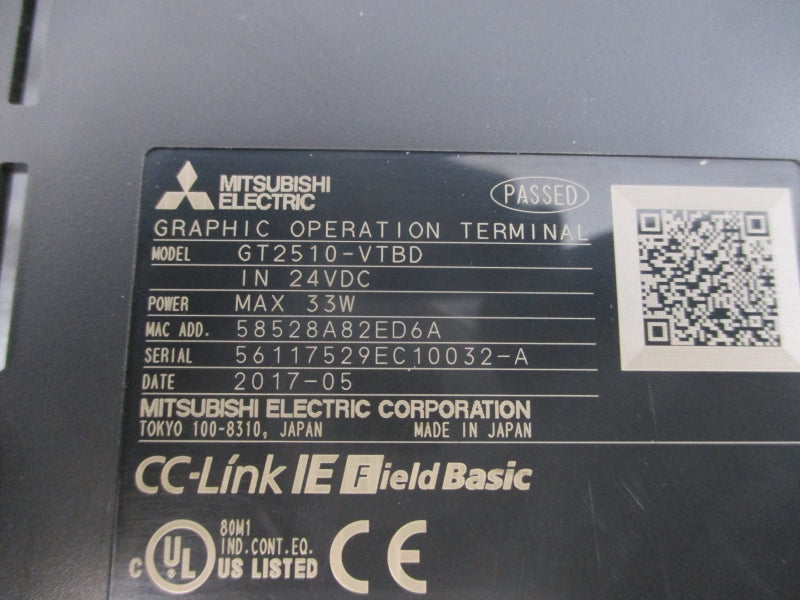 MITSUBISHI
ELECTRIC
PASSED
GRAPHIC OPERATION TERMINAL
MODEL GT2510-VTBD
IN 24VDC
POWER MAX 33W
MAC ADD. 58528A82ED6A
SERIAL 56117529EC10032-A
DATE 2017-05
MITSUBISHI ELECTRIC CORPORATION
TOKYO 100-8310, JAPAN MADE IN JAPAN
CC-Link IE Field Basic
80M1
IND.CONT.EQ.
C UL US LISTED
CE